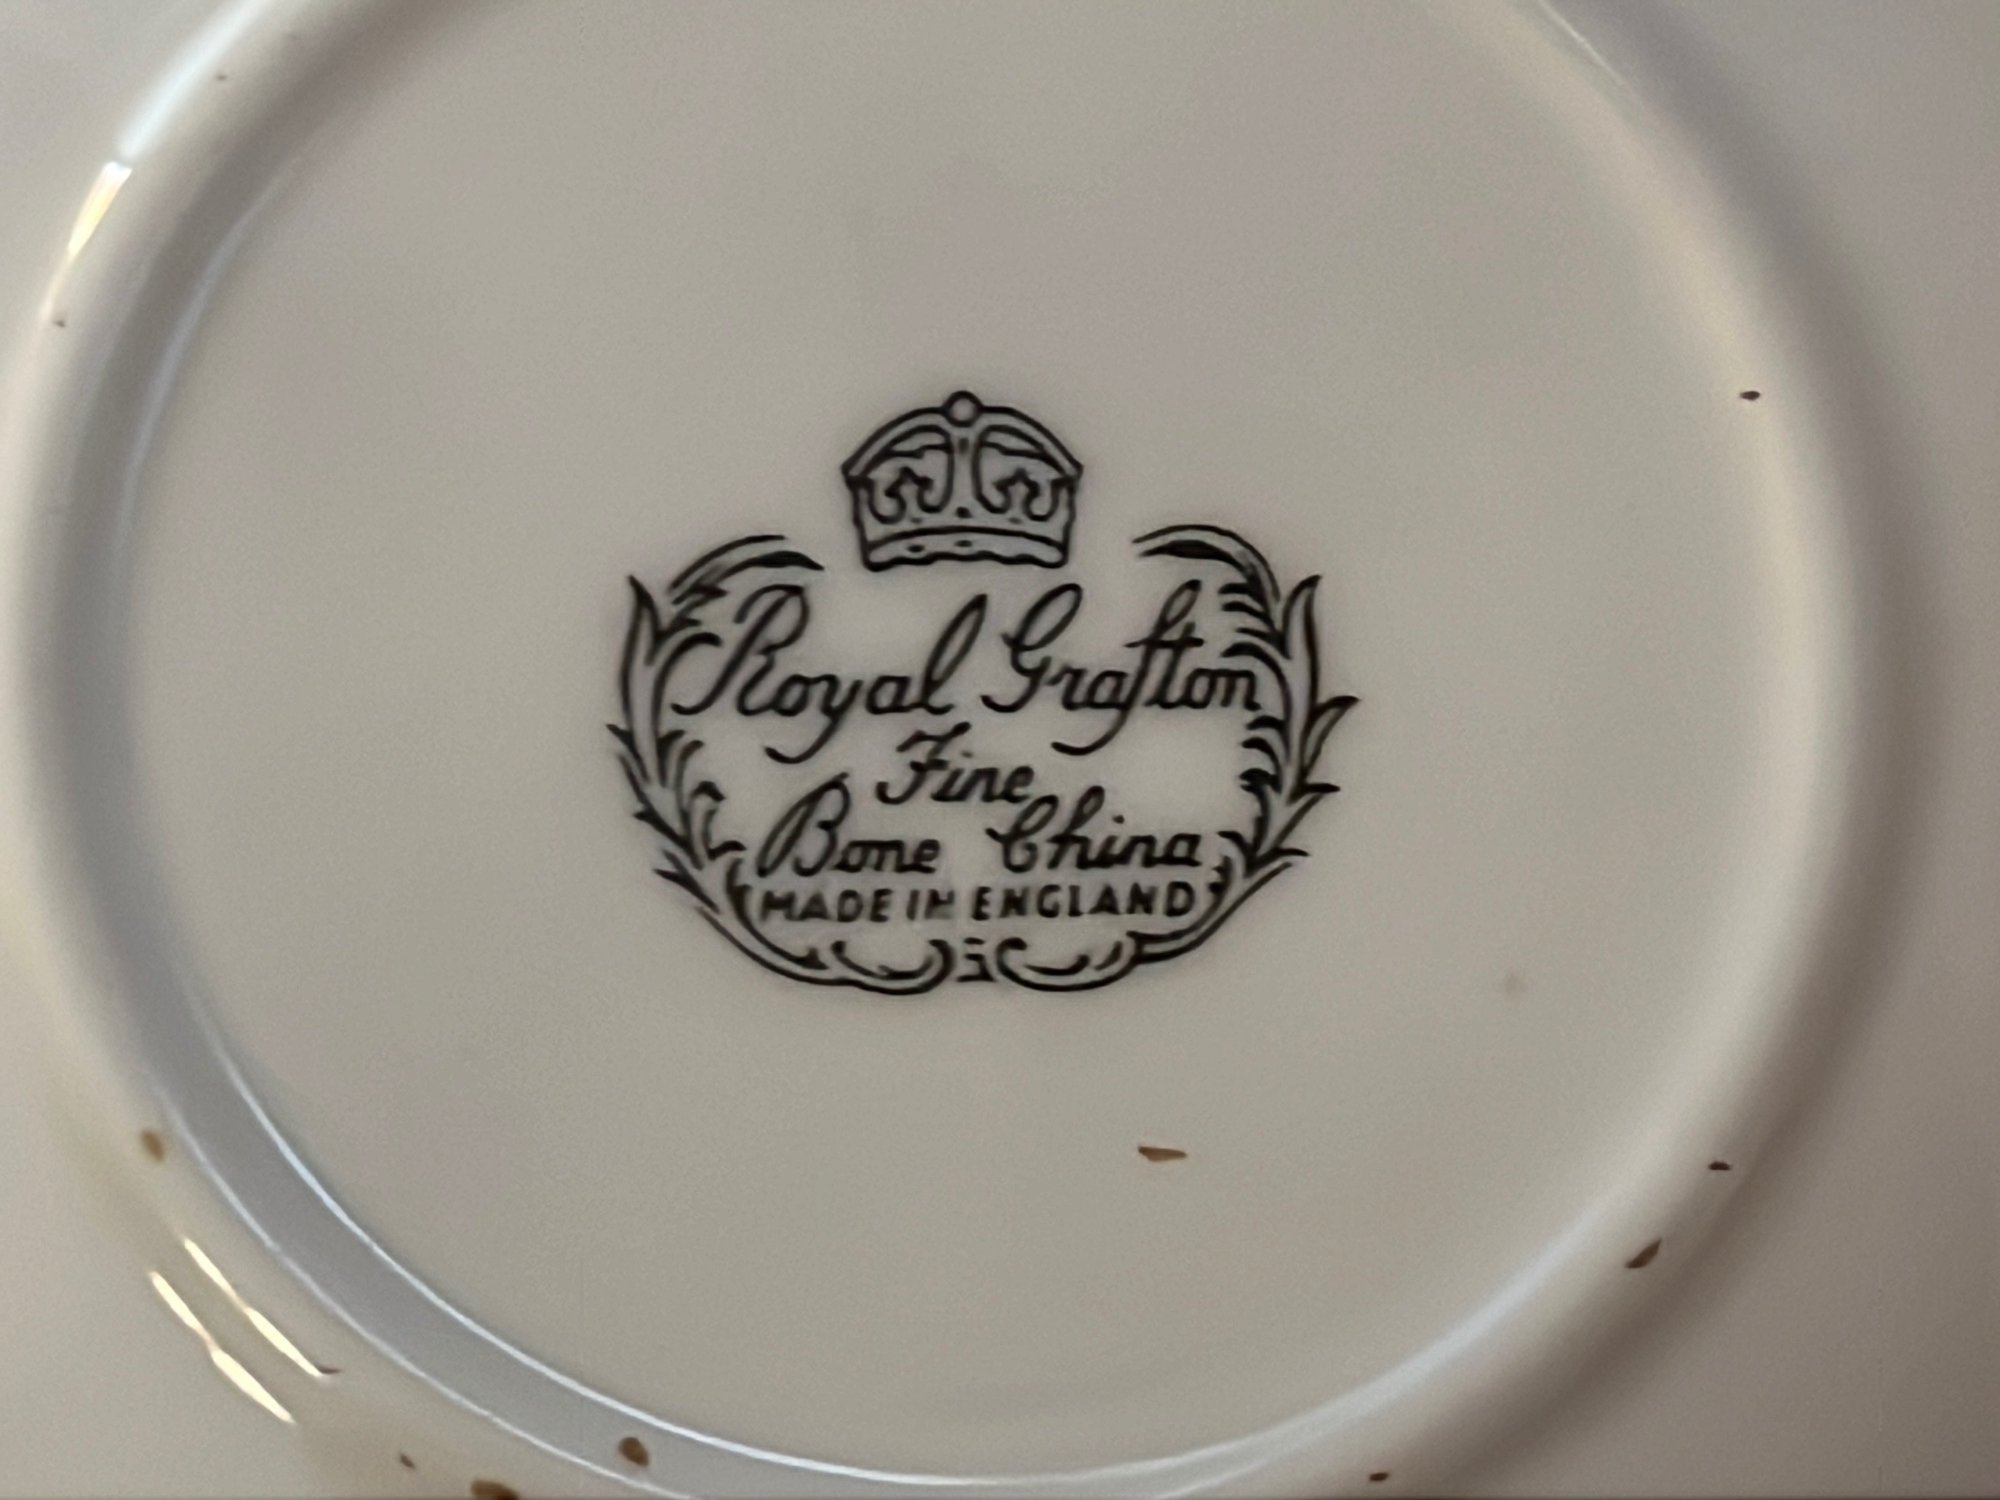 Royal Grafton
Fine
Bone China
MADE IN ENGLAND